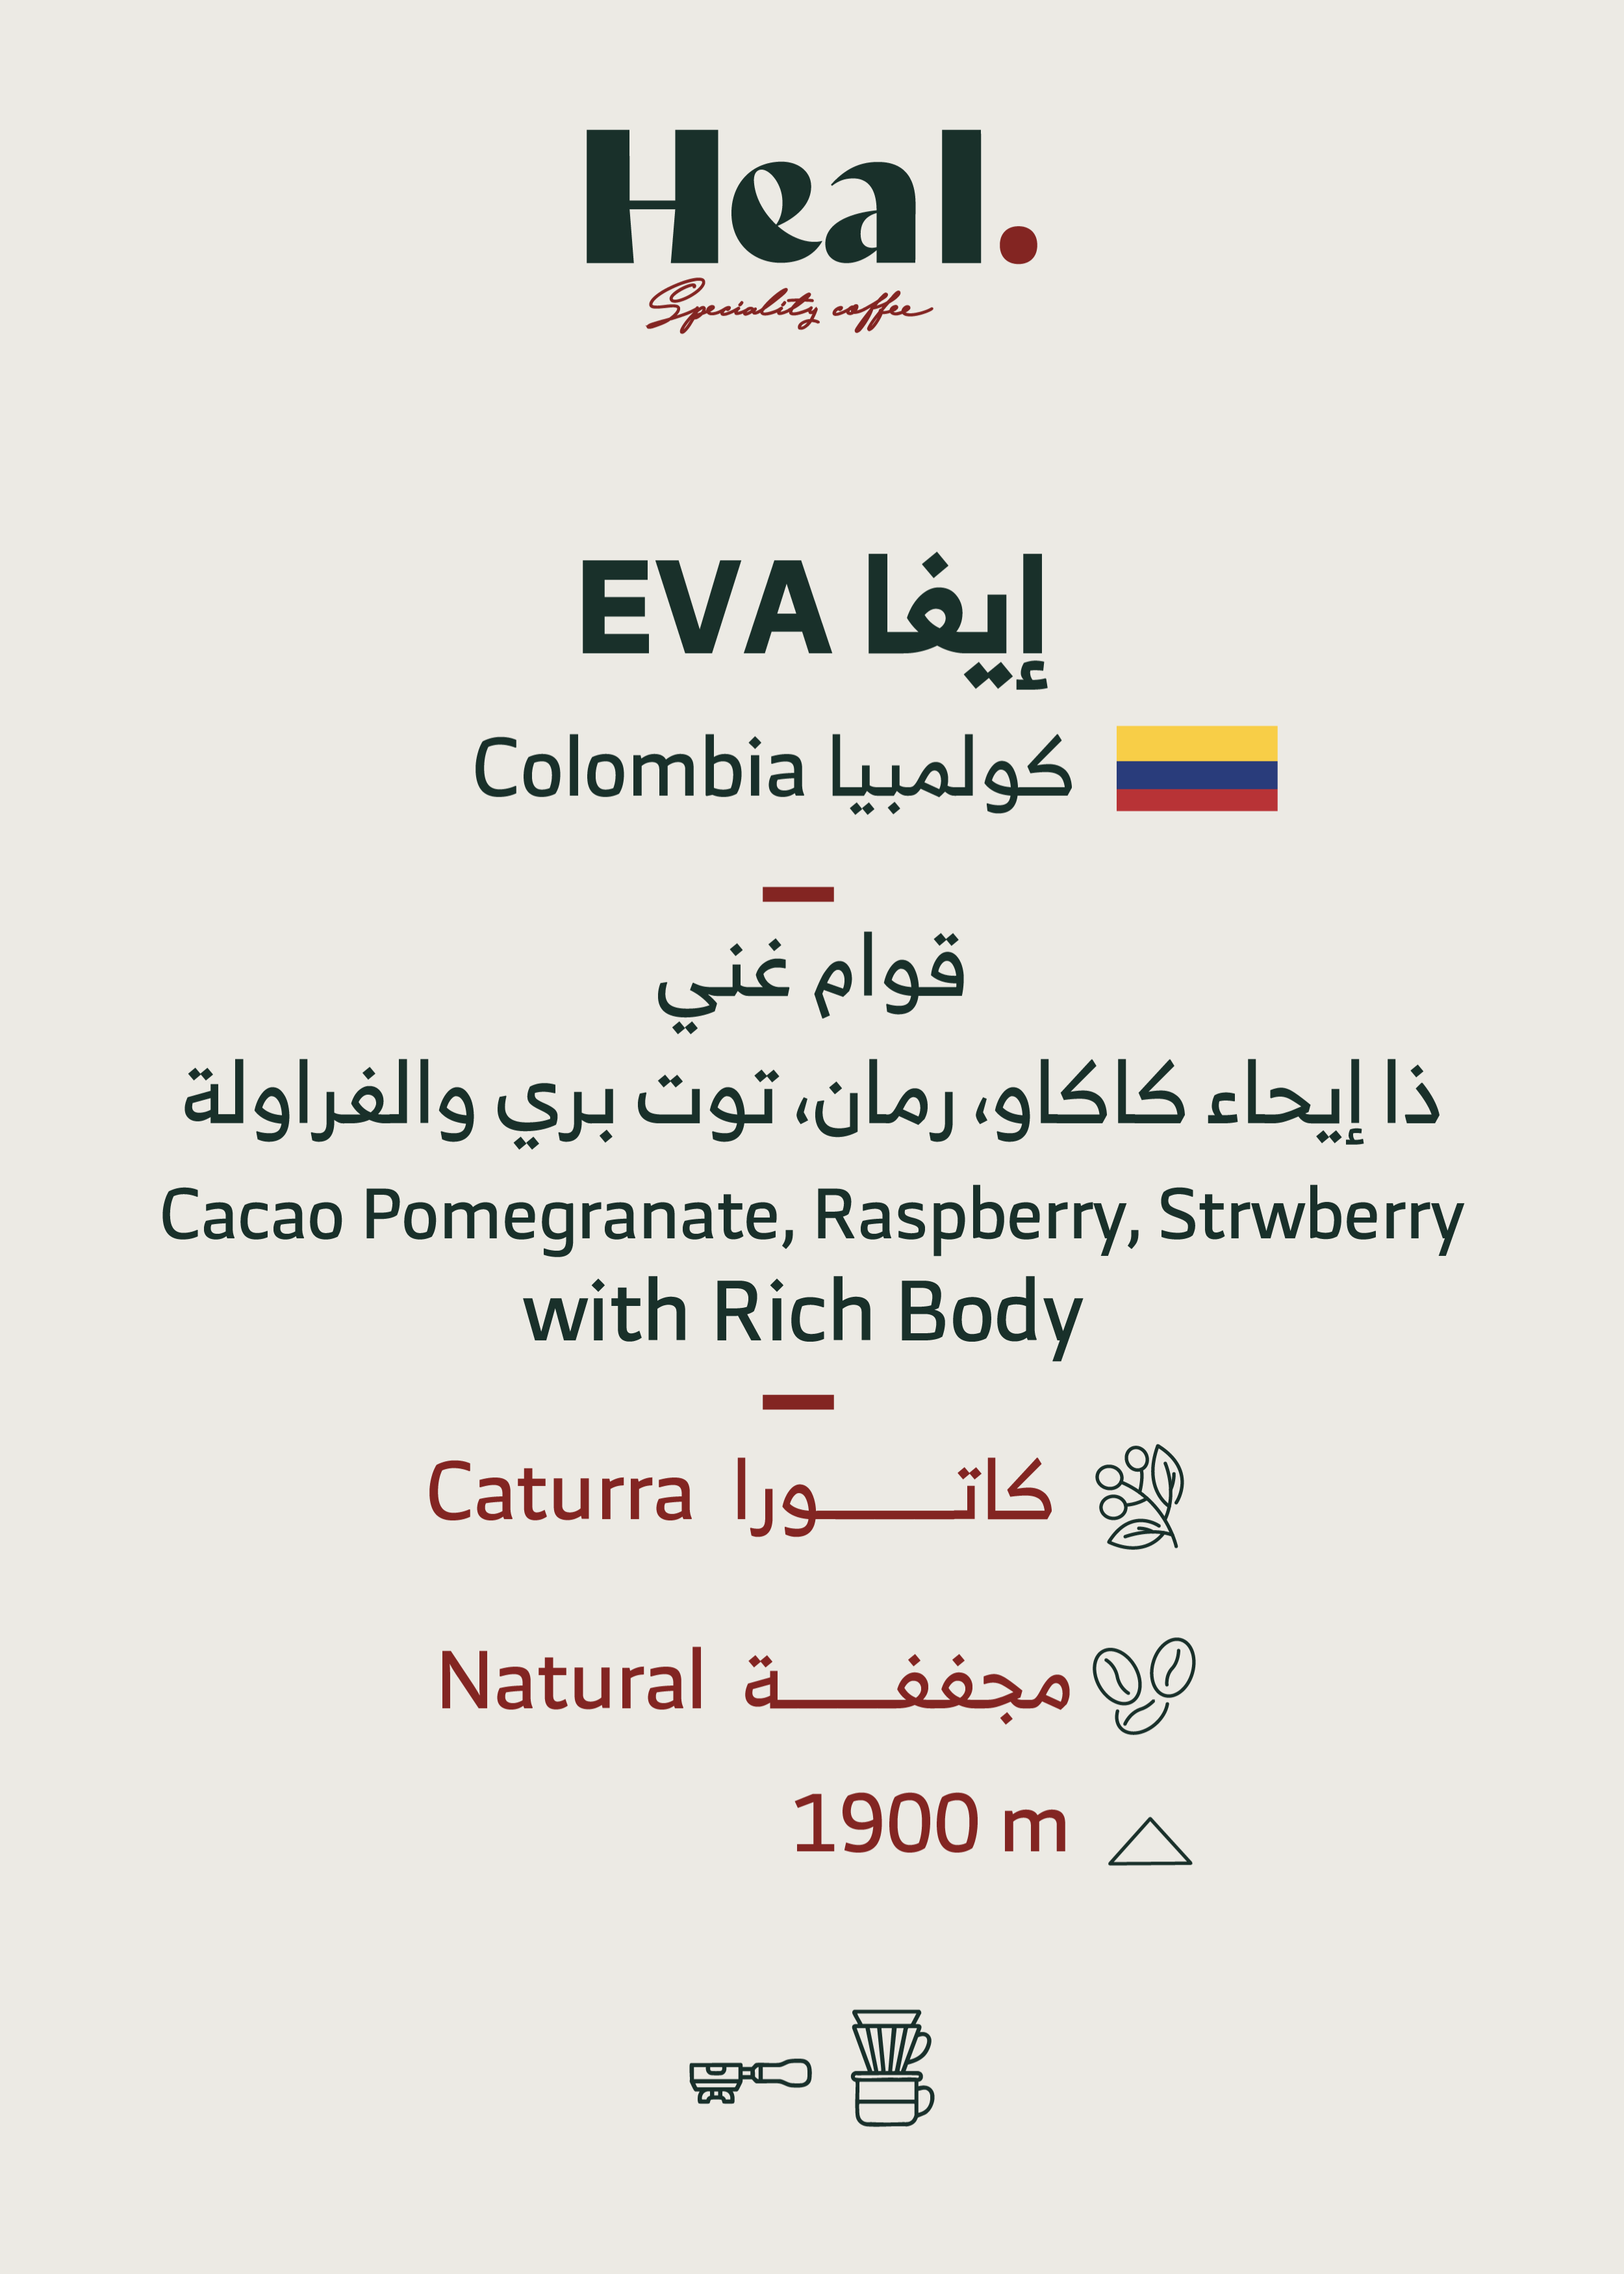 Heal.
Speciality coffee
EVA إيفا
Colombia كولمبيا
قوام غني
ذا إيحاء كاكاو، رمان، توت بري والفراولة
Cacao Pomegranate, Raspberry, Strwberry
with Rich Body
Caturra كاتـــــورا
Natural مجففـــــة
1900 m